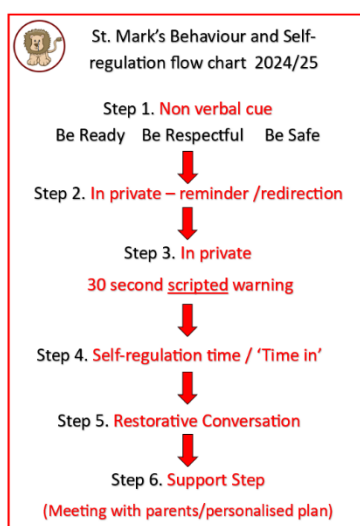 St. Mark's Behaviour and Self-
regulation flow chart 2024/25
Step 1. Non verbal cue
Be Ready Be Respectful Be Safe
Step 2. In private – reminder /redirection
Step 3. In private
30 second scripted warning
Step 4. Self-regulation time / 'Time in'
Step 5. Restorative Conversation
Step 6. Support Step
(Meeting with parents/personalised plan)